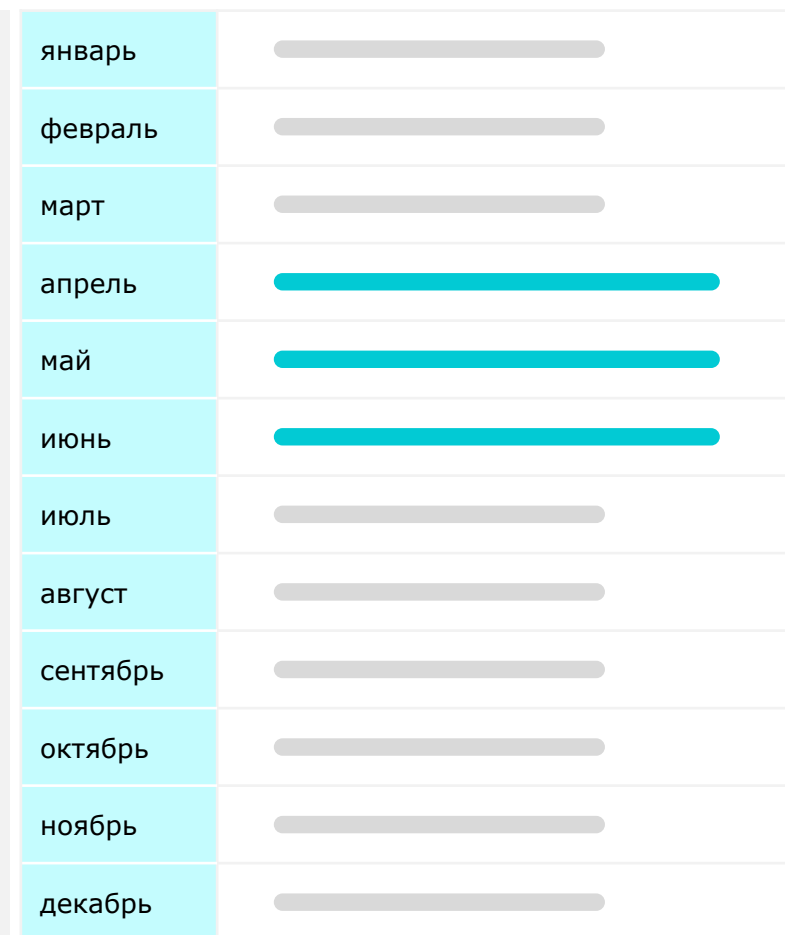 январь
февраль
март
апрель
май
июнь
июль
август
сентябрь
октябрь
ноябрь
декабрь